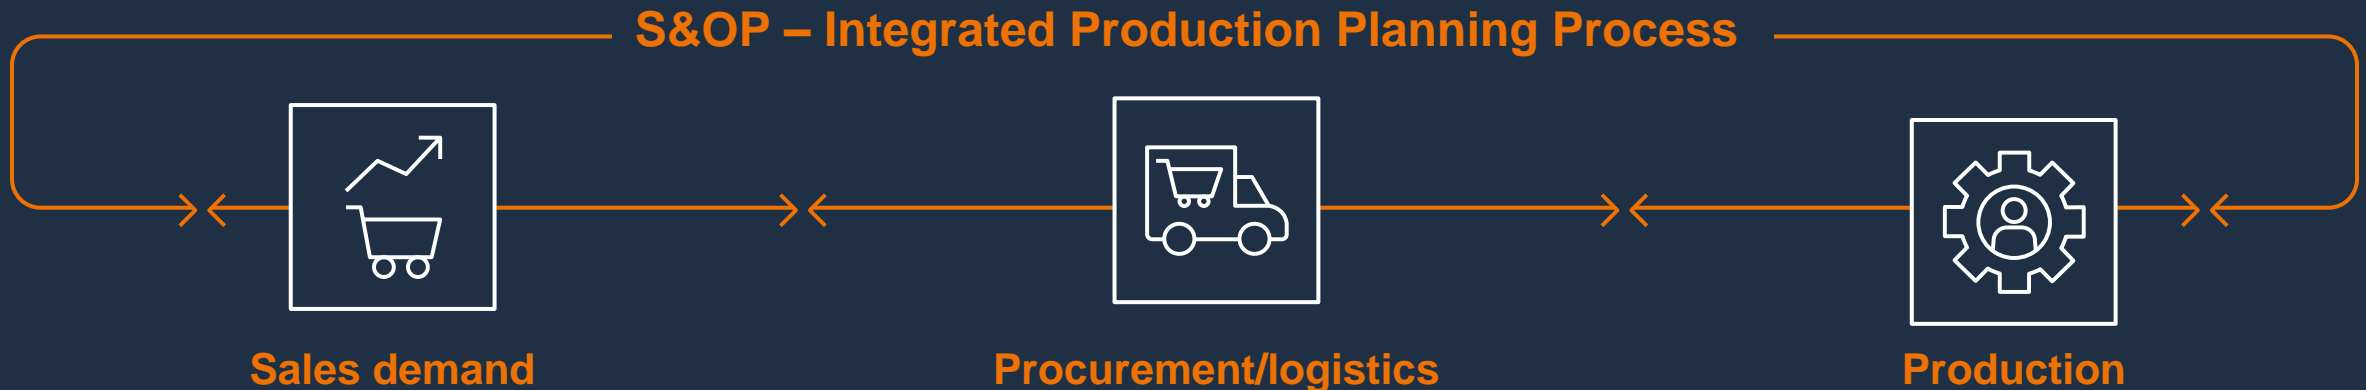 S&OP – Integrated Production Planning Process
Sales demand
Procurement/logistics
Production